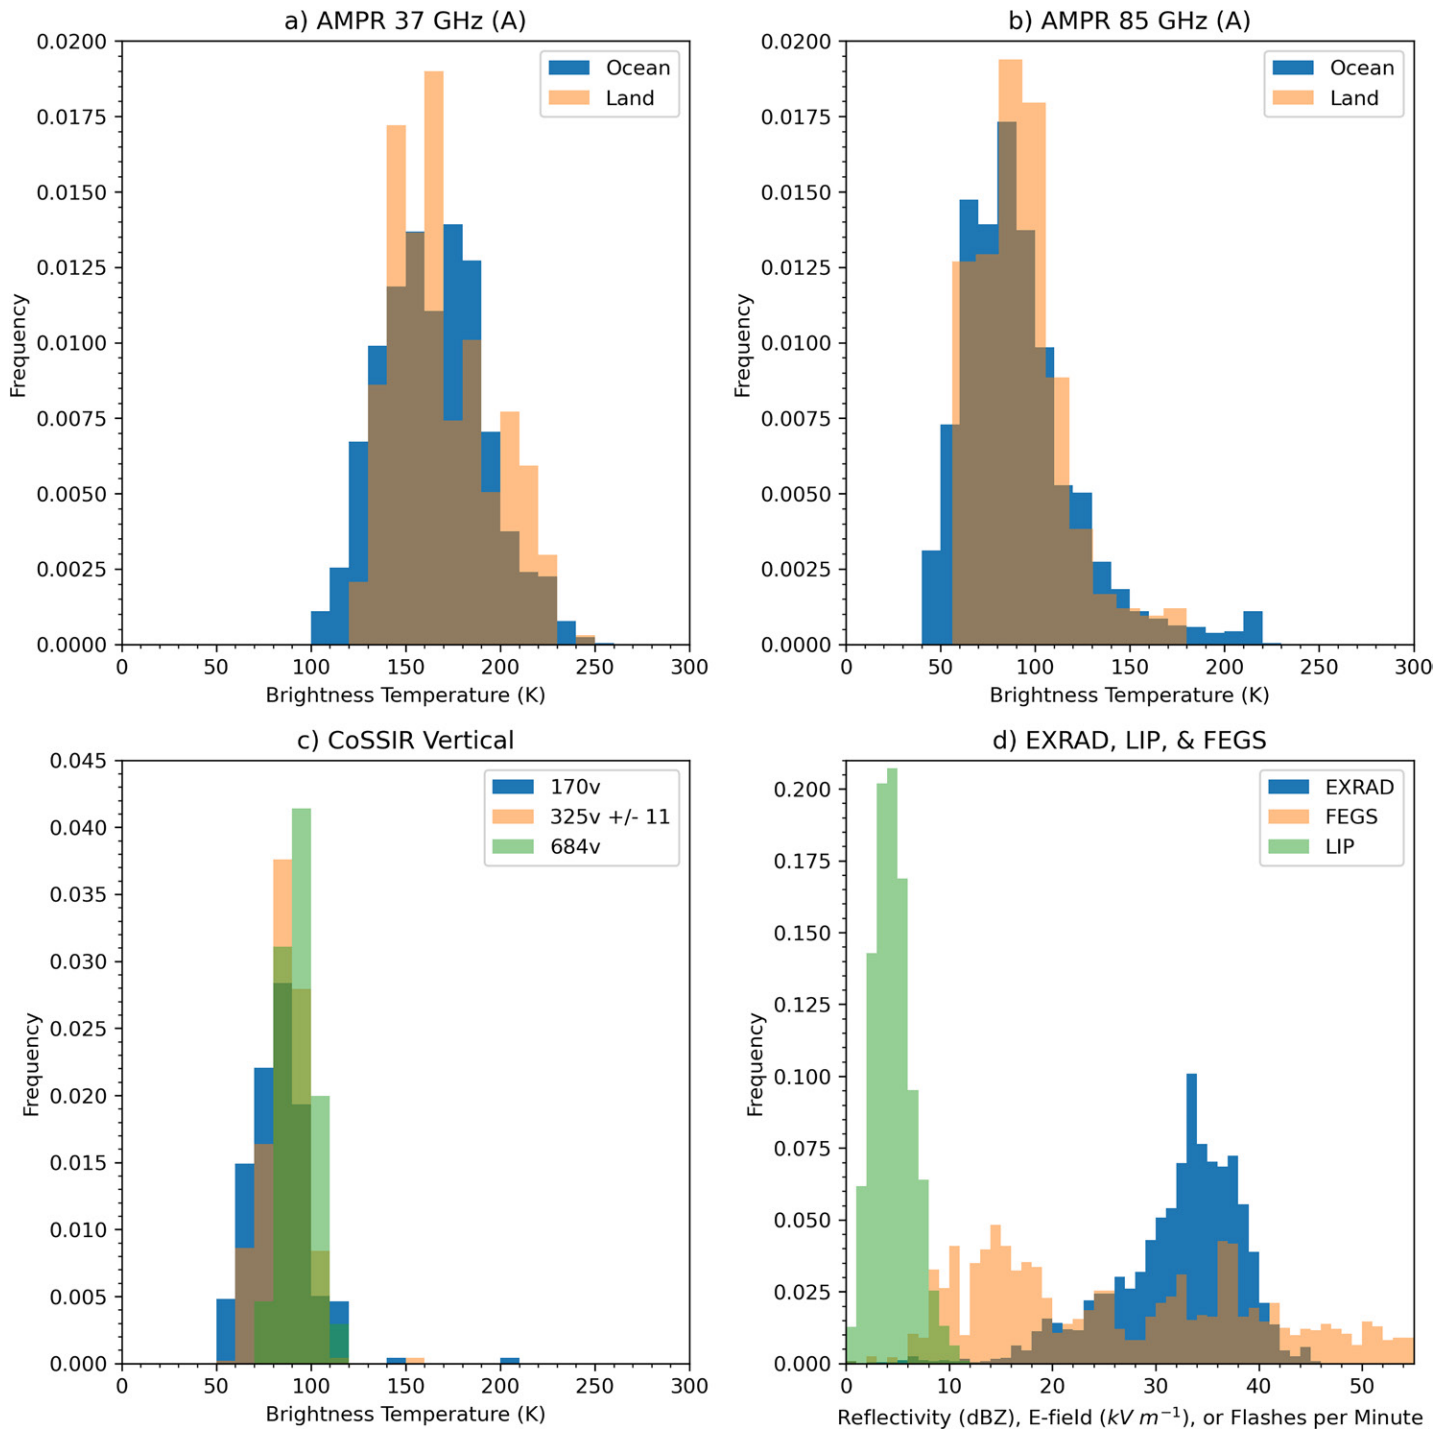 a) AMPR 37 GHz (A)
0.0200
0.0175
0.0150
0.0125
0.0100
0.0075
0.0050
0.0025
0.0000
Frequency
Ocean
Land
0 50 100 150 200 250 300
Brightness Temperature (K)
b) AMPR 85 GHz (A)
0.0200
0.0175
0.0150
0.0125
0.0100
0.0075
0.0050
0.0025
0.0000
Frequency
Ocean
Land
0 50 100 150 200 250 300
Brightness Temperature (K)
c) CoSSIR Vertical
0.045
0.040
0.035
0.030
0.025
0.020
0.015
0.010
0.005
0.000
Frequency
170v
325v +/- 11
684v
0 50 100 150 200 250 300
Brightness Temperature (K)
d) EXRAD, LIP, & FEGS
0.200
0.175
0.150
0.125
0.100
0.075
0.050
0.025
0.000
Frequency
EXRAD
FEGS
LIP
0 10 20 30 40 50
Reflectivity (dBZ), E-field (kV m⁻¹), or Flashes per Minute